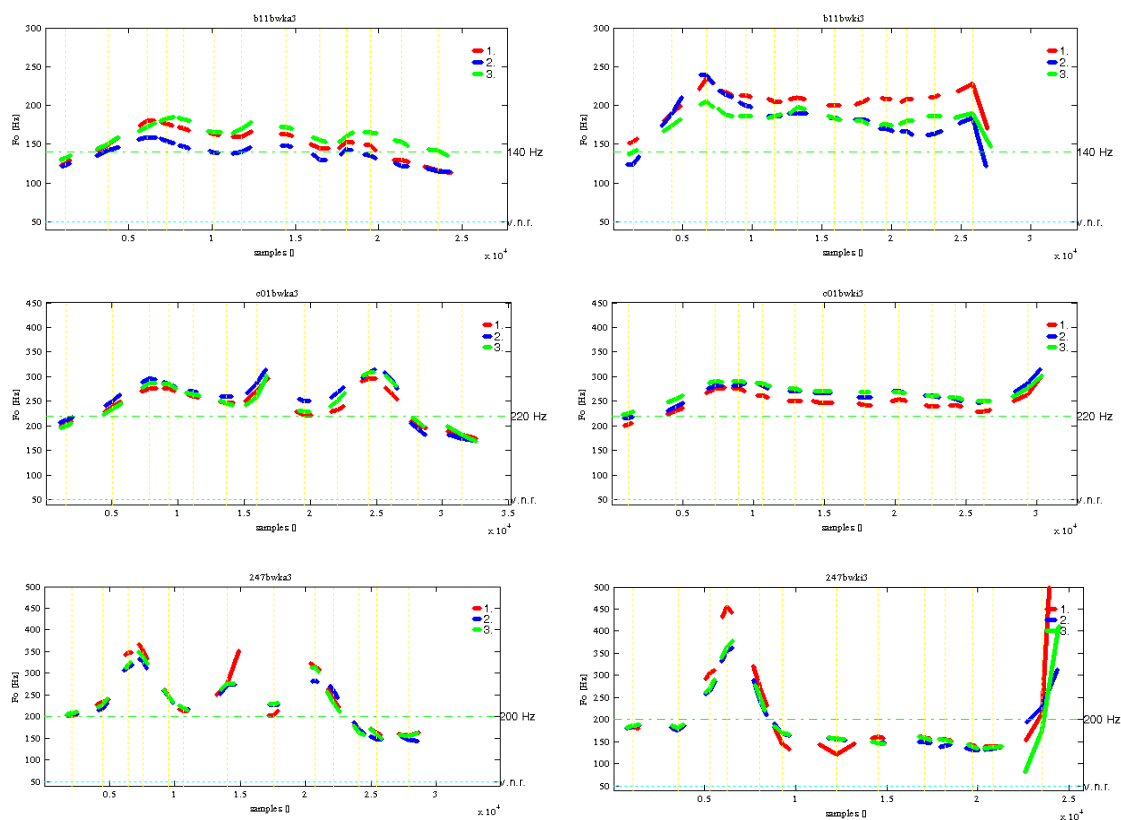 b11bwka3
300
250
200
150
100
50
Fo [Hz]
1.
2.
3.
140 Hz
v.n.r.
0.5 1 1.5 2 2.5
samples []
x 10^4
b11bwki3
300
250
200
150
100
50
Fo [Hz]
1.
2.
3.
140 Hz
v.n.r.
0.5 1 1.5 2 2.5 3
samples []
x 10^4
c01bwka3
450
400
350
300
250
200
150
100
50
Fo [Hz]
1.
2.
3.
220 Hz
v.n.r.
0.5 1 1.5 2 2.5 3 3.5
samples []
x 10^4
c01bwki3
450
400
350
300
250
200
150
100
50
Fo [Hz]
1.
2.
3.
220 Hz
v.n.r.
0.5 1 1.5 2 2.5 3
samples []
x 10^4
247bwka3
500
450
400
350
300
250
200
150
100
50
Fo [Hz]
1.
2.
3.
200 Hz
v.n.r.
0.5 1 1.5 2 2.5 3 3.5
samples []
x 10^4
247bwki3
500
450
400
350
300
250
200
150
100
50
Fo [Hz]
1.
2.
3.
200 Hz
v.n.r.
0.5 1 1.5 2 2.5
samples []
x 10^4